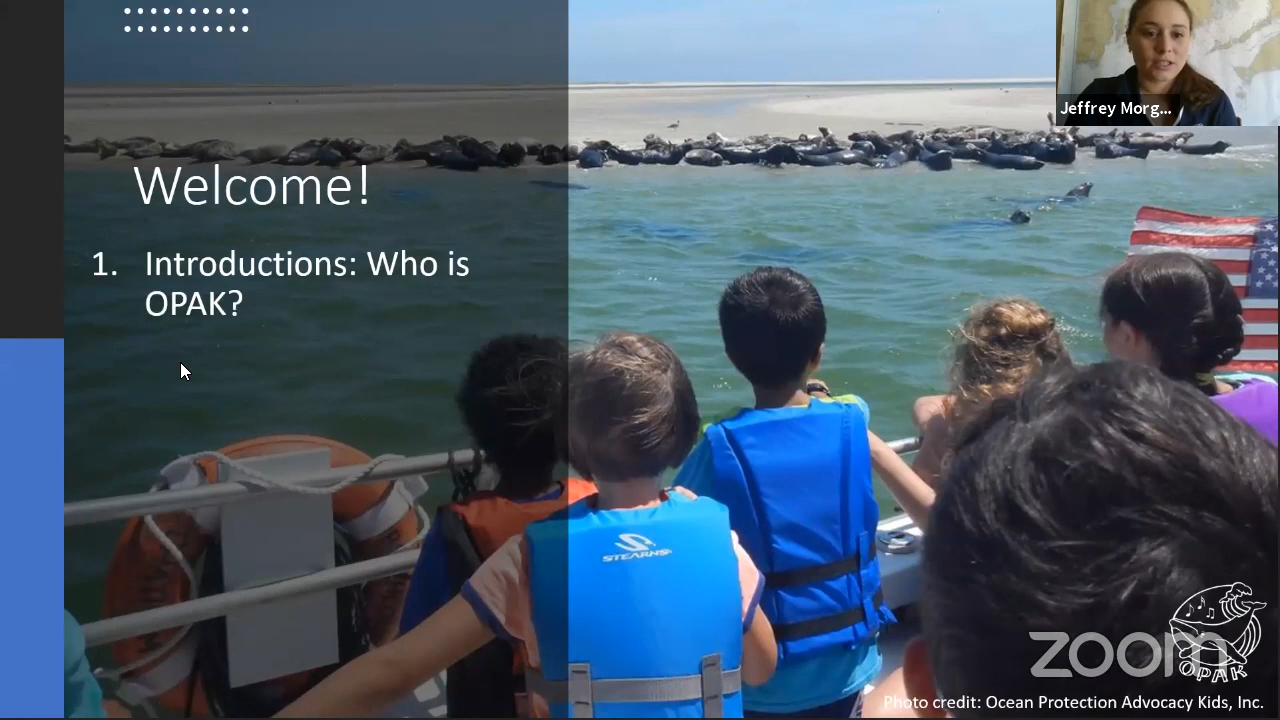 Jeffrey Morg...
Welcome!
1. Introductions: Who is
OPAK?
STEARNS
zoom
OPAK
Photo credit: Ocean Protection Advocacy Kids, Inc.